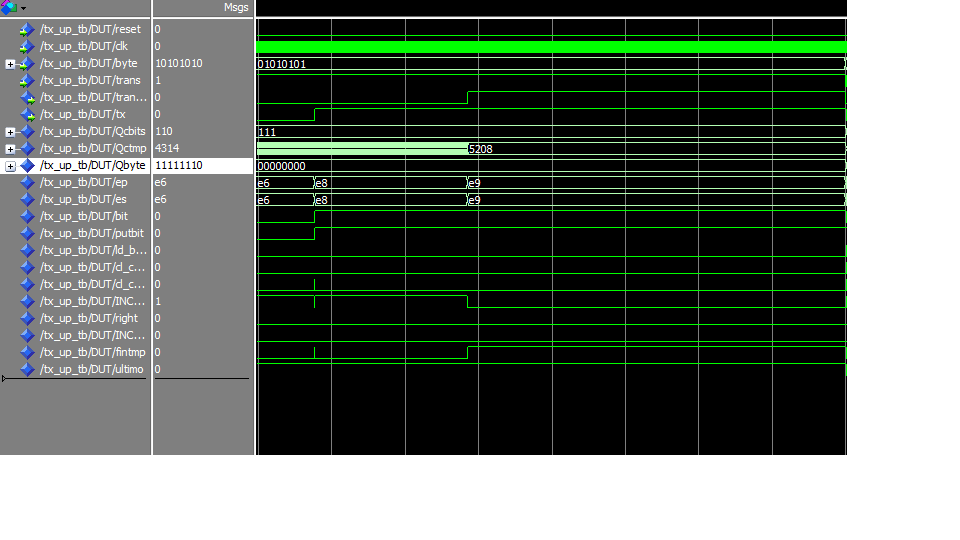 Msgs
/tx_up_tb/DUT/reset 0
/tx_up_tb/DUT/clk 0
/tx_up_tb/DUT/byte 10101010 01010101
/tx_up_tb/DUT/trans 1
/tx_up_tb/DUT/tran... 0
/tx_up_tb/DUT/tx 0
/tx_up_tb/DUT/Qcbits 110 111
/tx_up_tb/DUT/Qctmp 4314 5208
/tx_up_tb/DUT/Qbyte 11111110 00000000
/tx_up_tb/DUT/ep e6 e6 e8 e9
/tx_up_tb/DUT/es e6 e6 e8 e9
/tx_up_tb/DUT/bit 0
/tx_up_tb/DUT/putbit 0
/tx_up_tb/DUT/ld_b... 0
/tx_up_tb/DUT/cl_c... 0
/tx_up_tb/DUT/cl_c... 0
/tx_up_tb/DUT/INC... 1
/tx_up_tb/DUT/right 0
/tx_up_tb/DUT/INC... 0
/tx_up_tb/DUT/fintmp 0
/tx_up_tb/DUT/ultimo 0